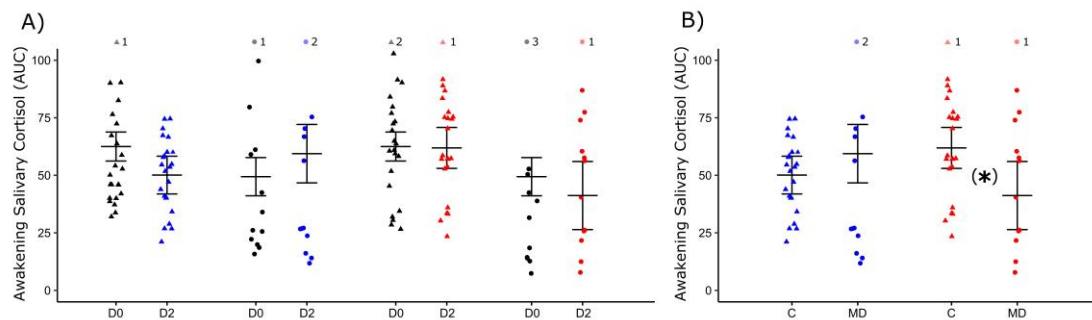 A)
▲ 1 ● 1 ● 2 ▲ 2 ▲ 1 ● 3 ● 1
Awakening Salivary Cortisol (AUC)
100
75
50
25
0
D0 D2 D0 D2 D0 D2 D0 D2
B)
● 2 ▲ 1 ● 1
Awakening Salivary Cortisol (AUC)
100
75
50
25
0
(*)
C MD C MD